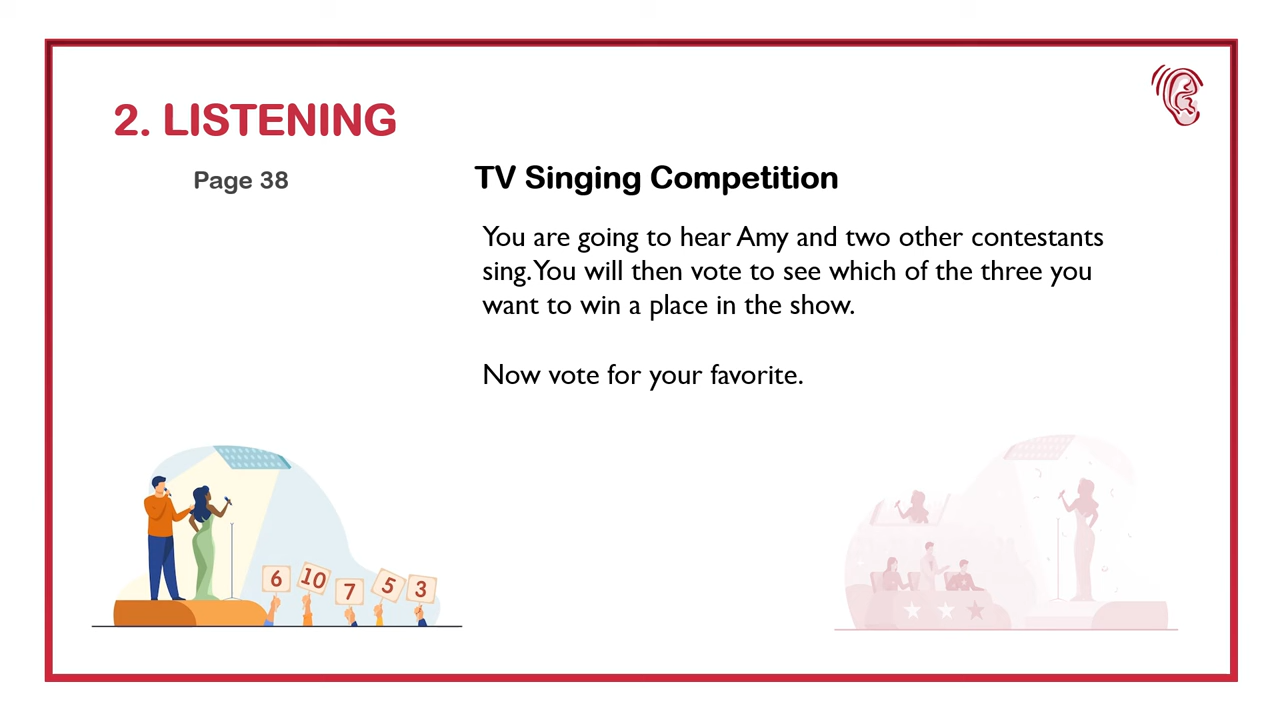 2. LISTENING
Page 38
TV Singing Competition
You are going to hear Amy and two other contestants
sing. You will then vote to see which of the three you
want to win a place in the show.
Now vote for your favorite.
6 10 7 5 3